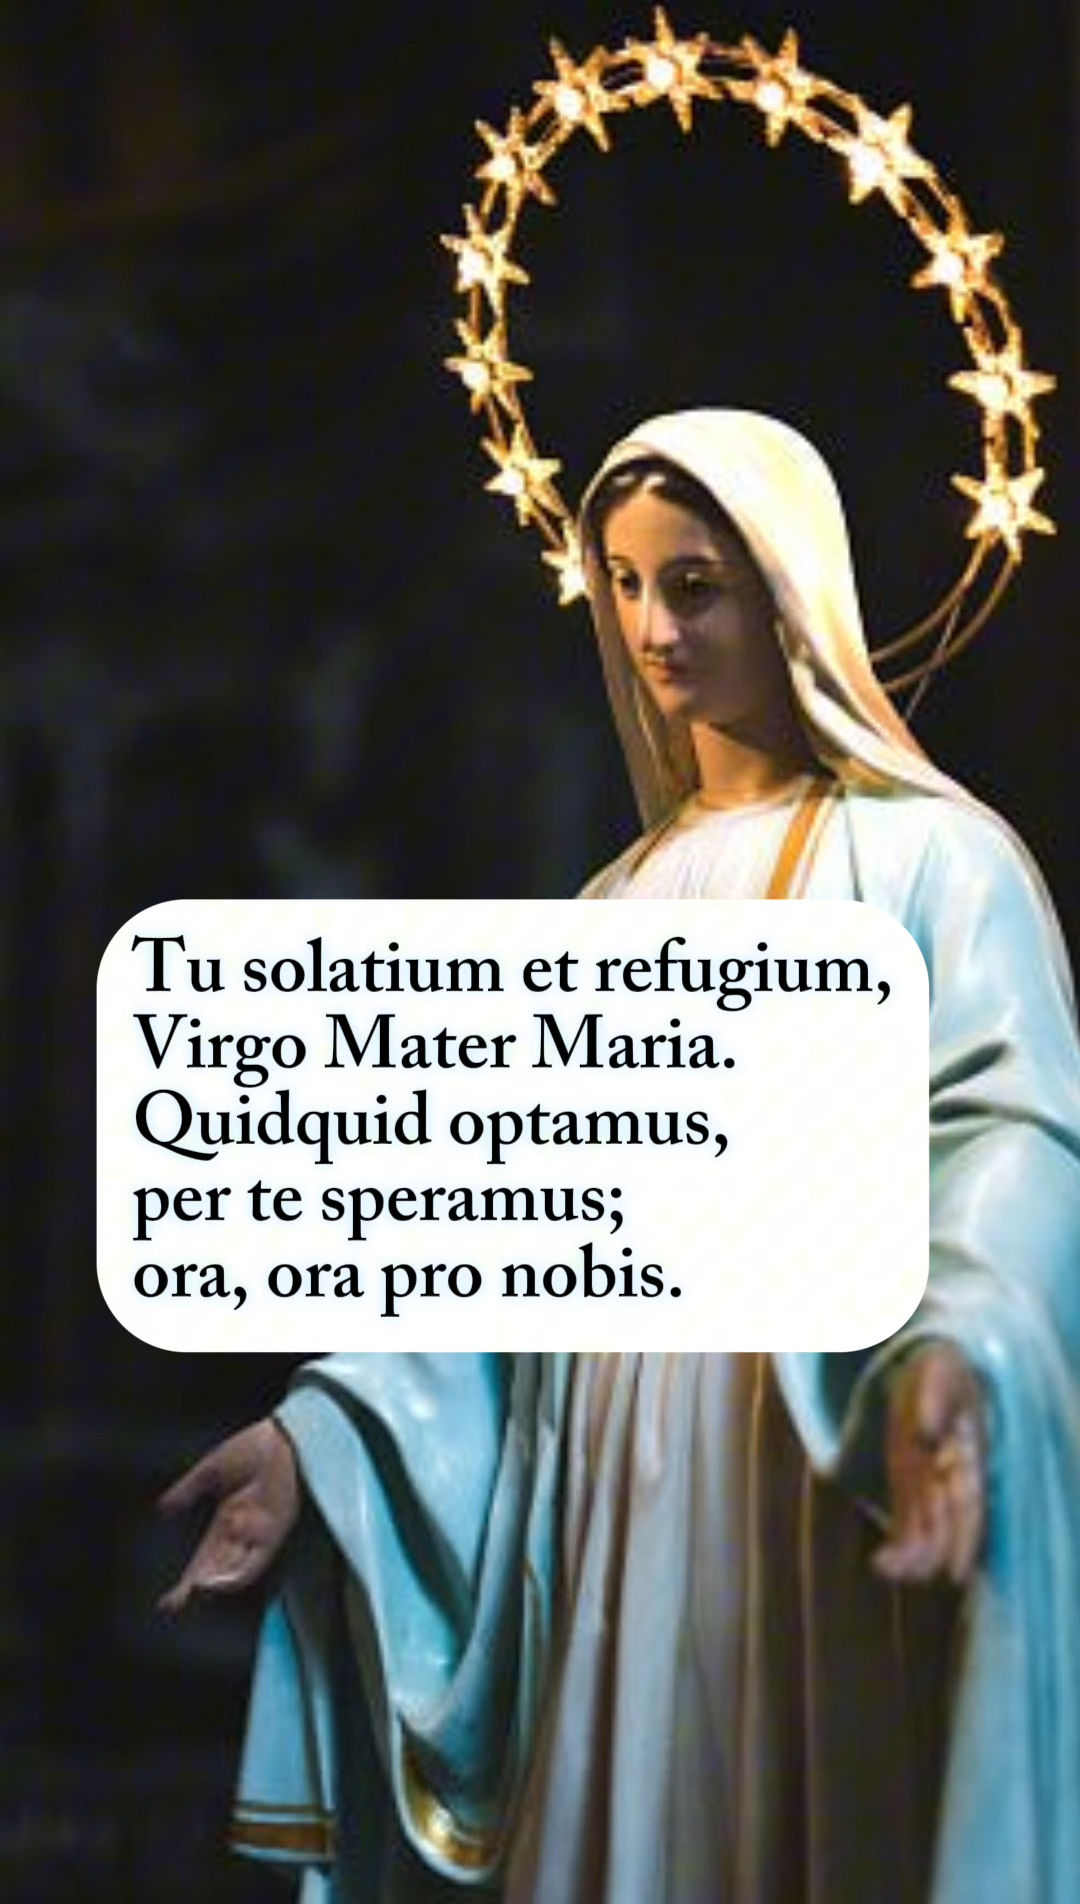 Tu solatium et refugium,
Virgo Mater Maria.
Quidquid optamus,
per te speramus;
ora, ora pro nobis.